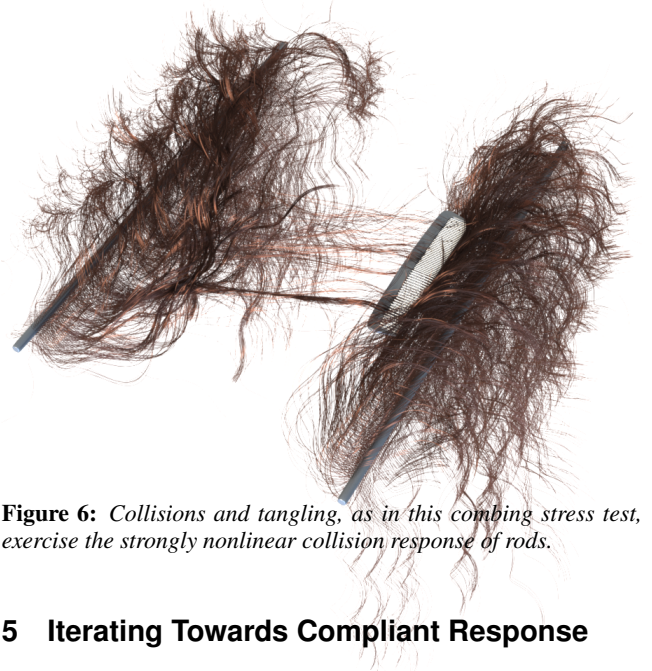 Figure 6: Collisions and tangling, as in this combing stress test,
exercise the strongly nonlinear collision response of rods.
5 Iterating Towards Compliant Response